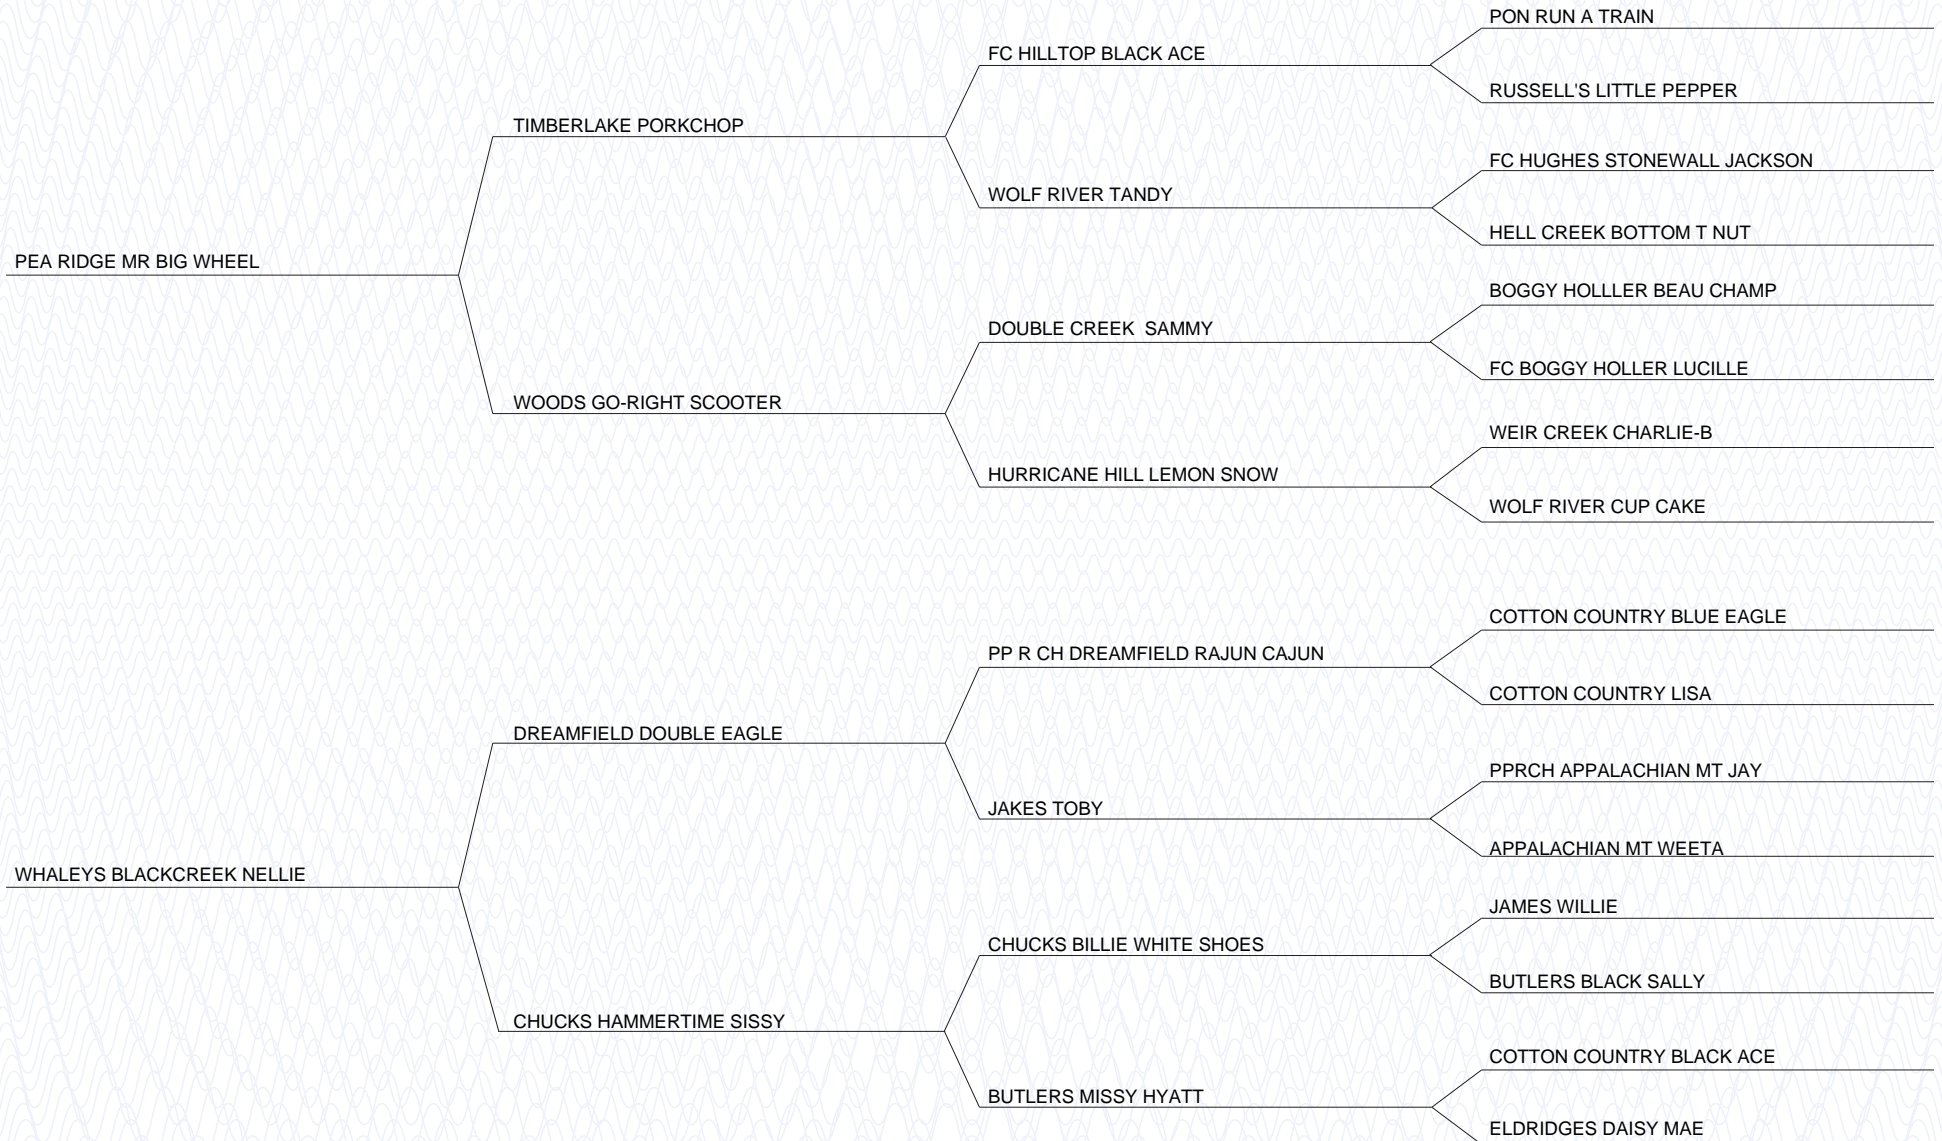 PON RUN A TRAIN
FC HILLTOP BLACK ACE
RUSSELL'S LITTLE PEPPER
TIMBERLAKE PORKCHOP
FC HUGHES STONEWALL JACKSON
WOLF RIVER TANDY
HELL CREEK BOTTOM T NUT
PEA RIDGE MR BIG WHEEL
BOGGY HOLLLER BEAU CHAMP
DOUBLE CREEK  SAMMY
FC BOGGY HOLLER LUCILLE
WOODS GO-RIGHT SCOOTER
WEIR CREEK CHARLIE-B
HURRICANE HILL LEMON SNOW
WOLF RIVER CUP CAKE
COTTON COUNTRY BLUE EAGLE
PP R CH DREAMFIELD RAJUN CAJUN
COTTON COUNTRY LISA
DREAMFIELD DOUBLE EAGLE
PPRCH APPALACHIAN MT JAY
JAKES TOBY
APPALACHIAN MT WEETA
WHALEYS BLACKCREEK NELLIE
JAMES WILLIE
CHUCKS BILLIE WHITE SHOES
BUTLERS BLACK SALLY
CHUCKS HAMMERTIME SISSY
COTTON COUNTRY BLACK ACE
BUTLERS MISSY HYATT
ELDRIDGES DAISY MAE